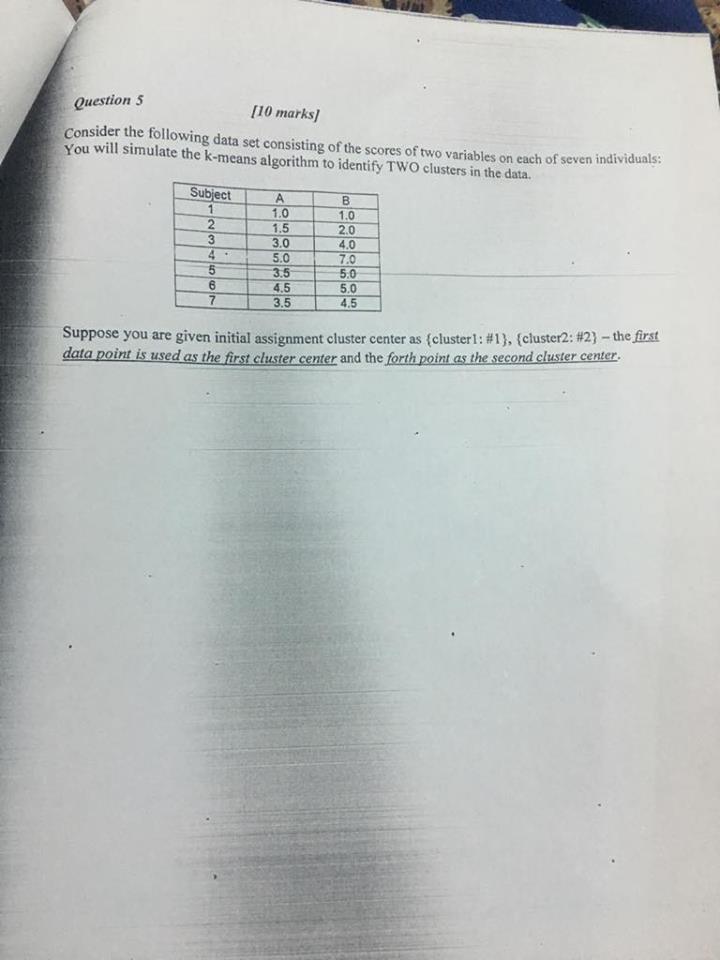 Question 5 [10 marks]
Consider the following data set consisting of the scores of two variables on each of seven individuals:
You will simulate the k-means algorithm to identify TWO clusters in the data.
Subject A B
1 1.0 1.0
2 1.5 2.0
3 3.0 4.0
4 5.0 7.0
5 3.5 5.0
6 4.5 5.0
7 3.5 4.5
Suppose you are given initial assignment cluster center as {cluster1: #1}, {cluster2: #2} – the first
data point is used as the first cluster center and the forth point as the second cluster center.